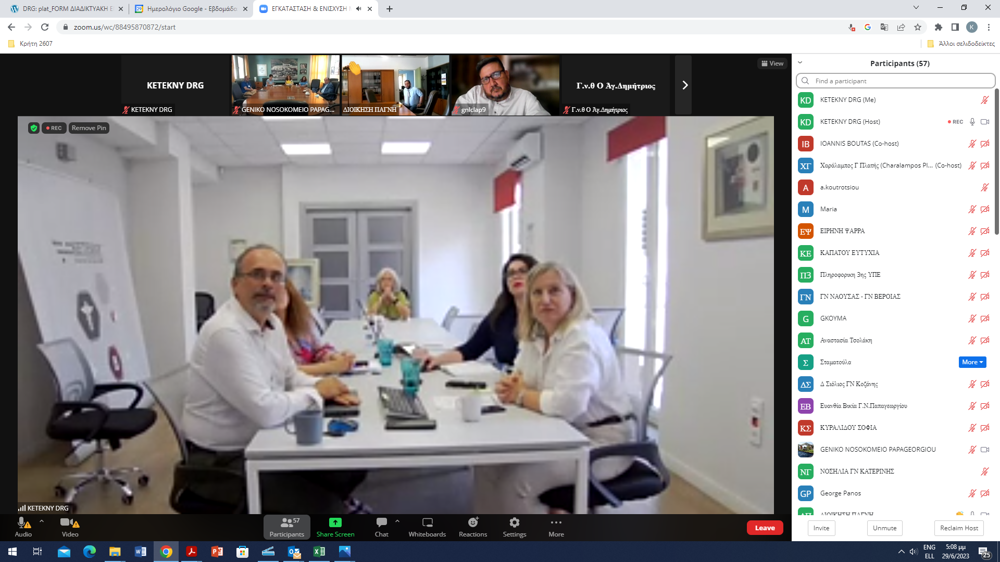 DRG: plat_FORM ΔΙΑΔΙΚΤΥΑΚΗ Ε
Ημερολόγιο Google - Εβδομάδα
ΕΓΚΑΤΑΣΤΑΣΗ & ΕΝΙΣΧΥΣΗ
zoom.us/wc/88495870872/start
K
Κρήτη 2607
Άλλοι σελιδοδείκτες
KETEKNY DRG
KETEKNY DRG
GENIKO NOSOKOMEIO PAPAG...
ΔΙΟΙΚΗΣΗ ΠΑΓΝΗ
gnlclap9
Γ.ν.θ Ο Άγ.Δημήτριος
Γ.ν.θ Ο Άγ.Δημήτριος
View
REC
Remove Pin
KETEKNY DRG
Participants (57)
Find a participant
KD KETEKNY DRG (Me)
KD KETEKNY DRG (Host) REC
IB IOANNIS BOUTAS (Co-host)
ΧΓ Χαράλαμπος Γ Πλατής (Charalampos Pl... (Co-host)
A a.koutrotsiou
M Maria
ΕΨ ΕΙΡΗΝΗ ΨΑΡΡΑ
ΚΕ ΚΑΠΑΤΟΥ ΕΥΤΥΧΙΑ
Π3 Πληροφορικη 3ης ΥΠΕ
ΓΝ ΓΝ ΝΑΟΥΣΑΣ - ΓΝ ΒΕΡΟΙΑΣ
G GKOYMA
ΑΤ Αναστασία Τσολάκη
Σ Σταματούλα More
ΔΣ Δ Σιόλιος ΓΝ Κοζάνης
ΕΒ Ευανθία Βικία Γ.Ν.Παπαγεωργίου
ΚΣ ΚΥΡΑΛΙΔΟΥ ΣΟΦΙΑ
GENIKO NOSOKOMEIO PAPAGEORGIOU
ΝΓ ΝΟΣΗΛΙΑ ΓΝ ΚΑΤΕΡΙΝΗΣ
GP George Panos
ΔΠ ΔΙΟΙΚΗΣΗ ΠΑΓΝΗ
Invite
Unmute
Reclaim Host
Audio
Video
57
Participants
Share Screen
Chat
Whiteboards
Reactions
Settings
More
Leave
ENG
ELL
5:08 μμ
29/6/2023
25